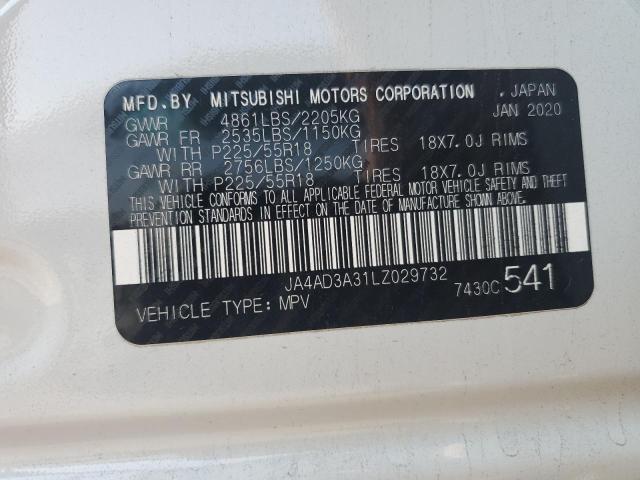 MFD.BY MITSUBISHI MOTORS CORPORATION . JAPAN
GVWR 4861LBS/2205KG JAN 2020
GAWR FR 2535LBS/1150KG
WITH P225/55R18 TIRES 18X7.0J RIMS
GAWR RR 2756LBS/1250KG
WITH P225/55R18 TIRES 18X7.0J RIMS
THIS VEHICLE CONFORMS TO ALL APPLICABLE FEDERAL MOTOR VEHICLE SAFETY AND THEFT
PREVENTION STANDARDS IN EFFECT ON THE DATE OF MANUFACTURE SHOWN ABOVE.
JA4AD3A31LZ029732
VEHICLE TYPE: MPV 7430C 541